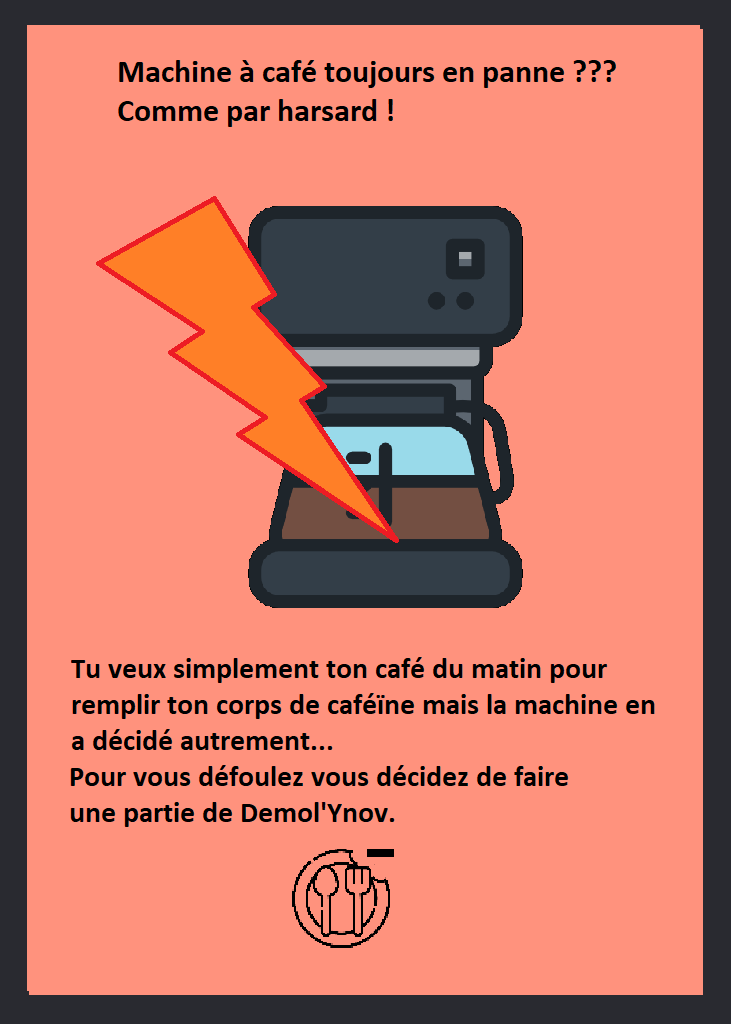 Machine à café toujours en panne ???
Comme par harsard !
Tu veux simplement ton café du matin pour
remplir ton corps de caféïne mais la machine en
a décidé autrement...
Pour vous défoulez vous décidez de faire
une partie de Demol'Ynov.